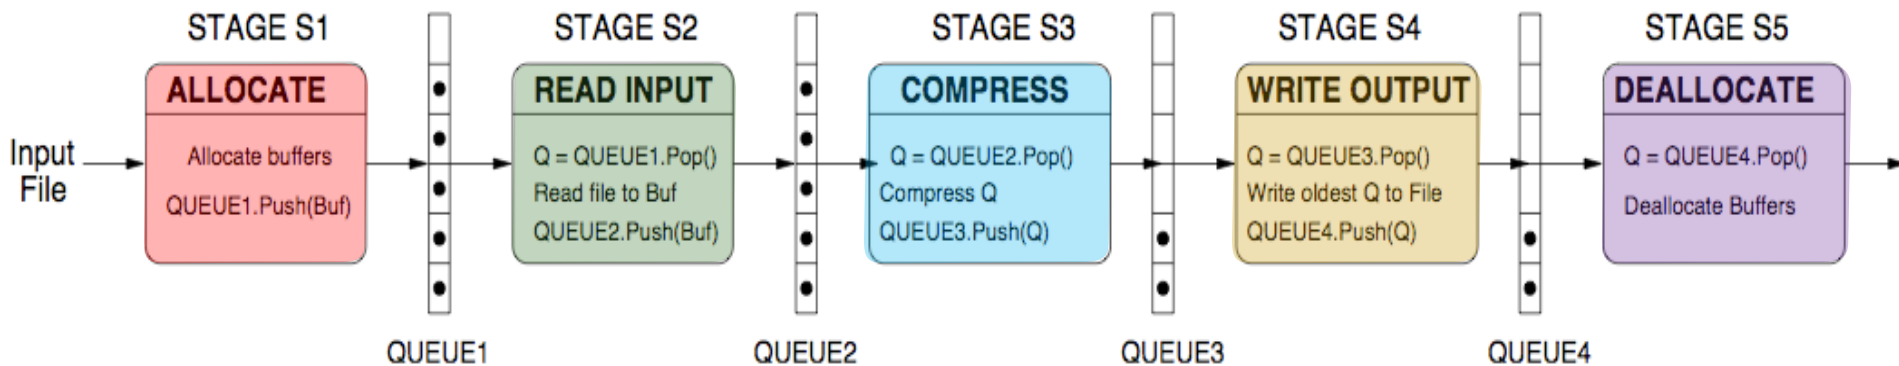 STAGE S1
STAGE S2
STAGE S3
STAGE S4
STAGE S5
Input
File
ALLOCATE
Allocate buffers
QUEUE1.Push(Buf)
READ INPUT
Q = QUEUE1.Pop()
Read file to Buf
QUEUE2.Push(Buf)
COMPRESS
Q = QUEUE2.Pop()
Compress Q
QUEUE3.Push(Q)
WRITE OUTPUT
Q = QUEUE3.Pop()
Write oldest Q to File
QUEUE4.Push(Q)
DEALLOCATE
Q = QUEUE4.Pop()
Deallocate Buffers
QUEUE1
QUEUE2
QUEUE3
QUEUE4